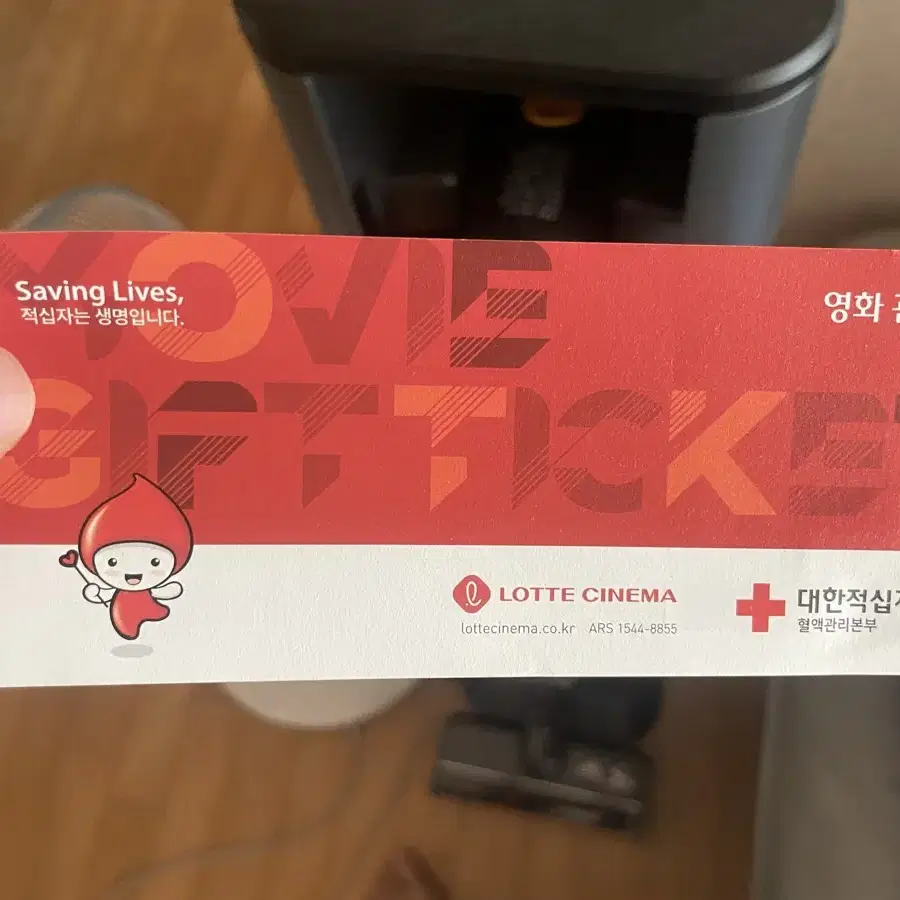 Saving Lives,
적십자는 생명입니다.
영화
MOVIE
GIFT TICKET
LOTTE CINEMA
lottecinema.co.kr ARS 1544-8855
대한적십자
혈액관리본부